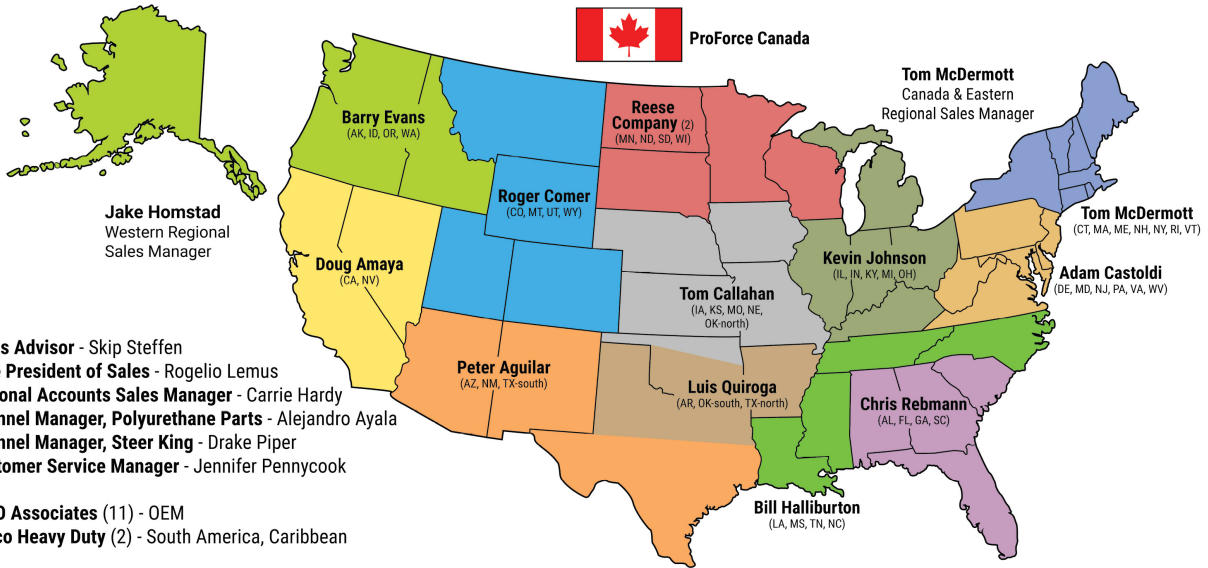 ProForce Canada
Tom McDermott
Canada & Eastern
Regional Sales Manager
Barry Evans
(AK, ID, OR, WA)
Reese
Company (2)
(MN, ND, SD, WI)
Roger Comer
(CO, MT, UT, WY)
Jake Homstad
Western Regional
Sales Manager
Tom McDermott
(CT, MA, ME, NH, NY, RI, VT)
Doug Amaya
(CA, NV)
Kevin Johnson
(IL, IN, KY, MI, OH)
Adam Castoldi
(DE, MD, NJ, PA, VA, WV)
Tom Callahan
(IA, KS, MO, NE,
OK-north)
Peter Aguilar
(AZ, NM, TX-south)
Luis Quiroga
(AR, OK-south, TX-north)
Chris Rebmann
(AL, FL, GA, SC)
Bill Halliburton
(LA, MS, TN, NC)
s Advisor - Skip Steffen
President of Sales - Rogelio Lemus
onal Accounts Sales Manager - Carrie Hardy
nnel Manager, Polyurethane Parts - Alejandro Ayala
nnel Manager, Steer King - Drake Piper
tomer Service Manager - Jennifer Pennycook
Associates (11) - OEM
co Heavy Duty (2) - South America, Caribbean